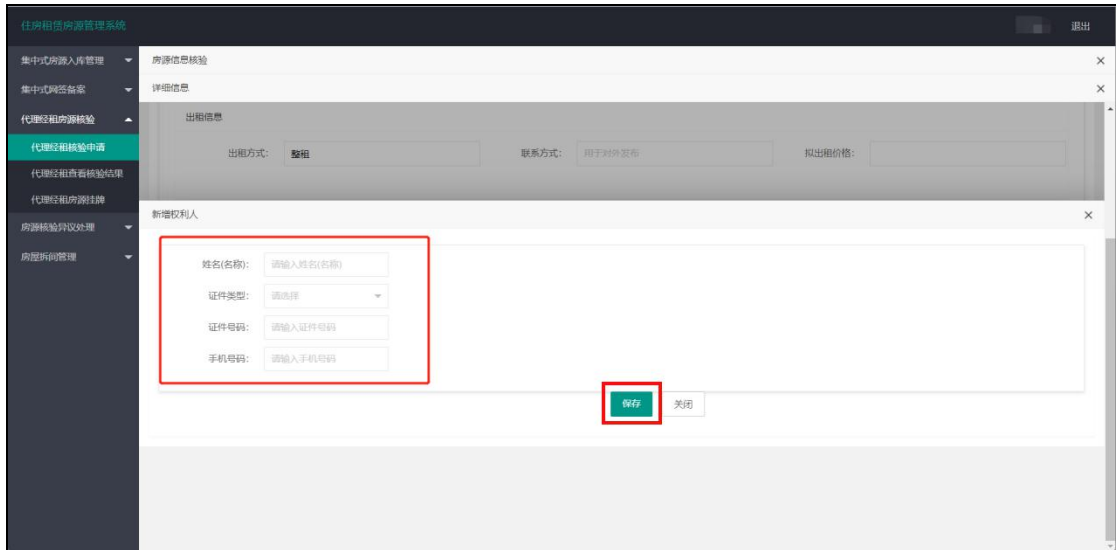 住房租赁房源管理系统
退出
集中式房源入库管理
集中式网签备案
代理经租房源核验
代理经租核验申请
代理经租查看核验结果
代理经租房源挂牌
房源核验异议处理
房屋拆间管理
房源信息核验
详细信息
出租信息
出租方式: 整租 联系方式: 用于对外发布 拟出租价格:
新增权利人
姓名(名称): 请输入姓名(名称)
证件类型: 请选择
证件号码: 请输入证件号码
手机号码: 请输入手机号码
保存 关闭